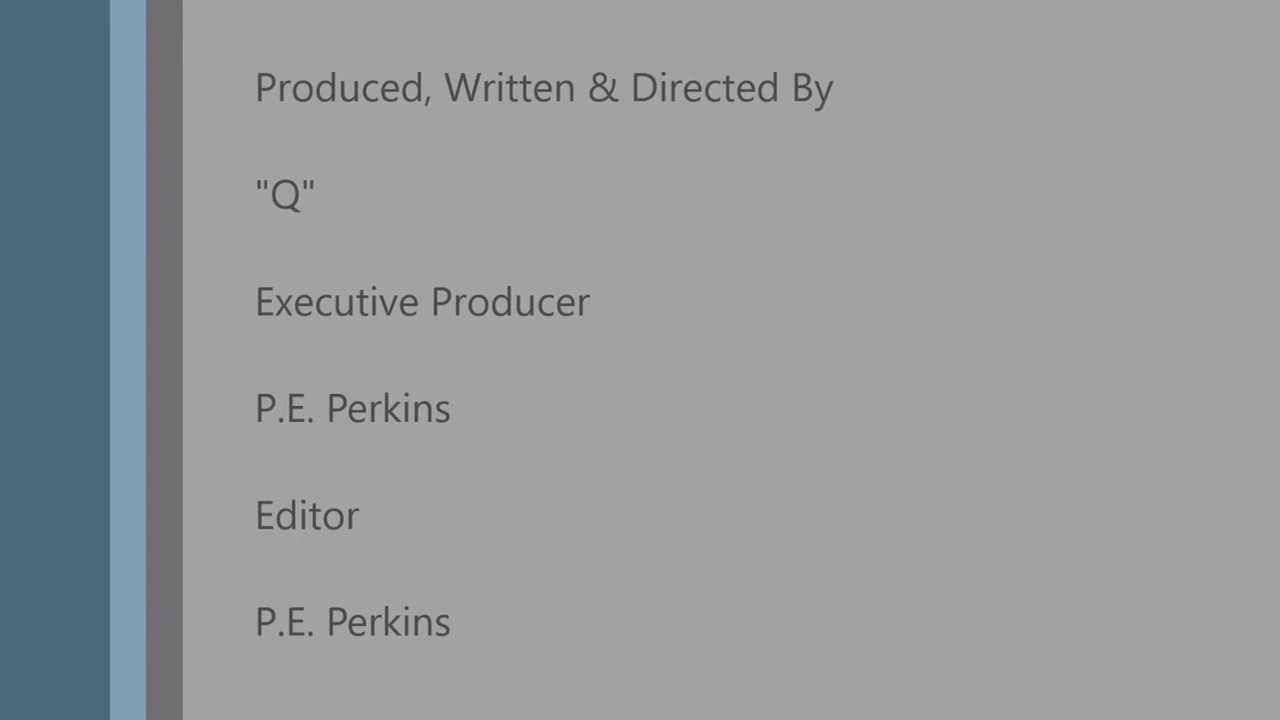 Produced, Written & Directed By
"Q"
Executive Producer
P.E. Perkins
Editor
P.E. Perkins